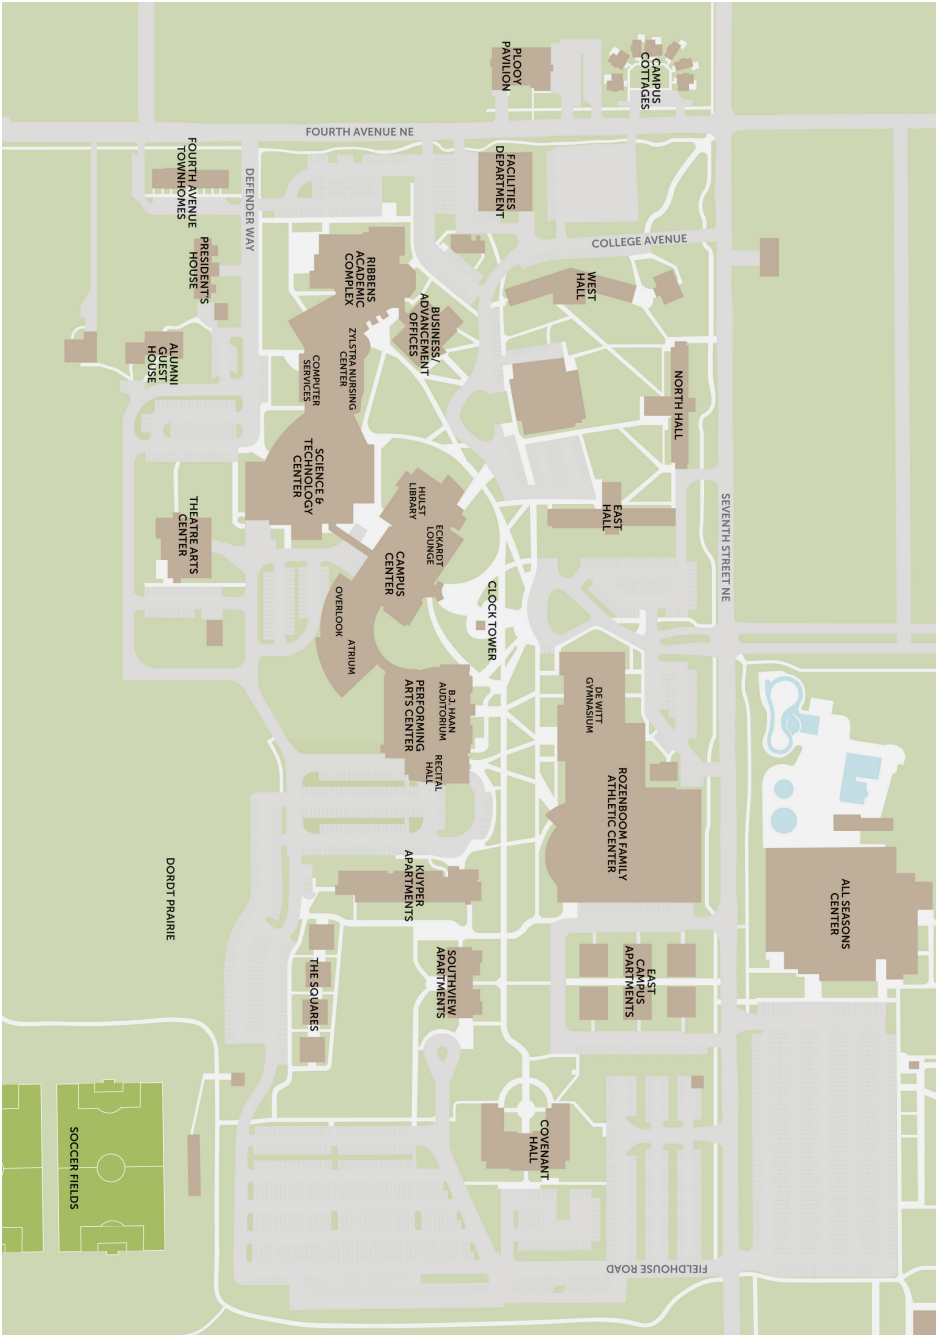 PLOOY
PAVILION
CAMPUS
COTTAGES
FOURTH AVENUE NE
FOURTH AVENUE
TOWNHOMES
DEFENDER WAY
FACILITIES
DEPARTMENT
COLLEGE AVENUE
PRESIDENT'S
HOUSE
RIBBENS
ACADEMIC
COMPLEX
WEST
HALL
BUSINESS/
ADVANCEMENT
OFFICES
ALUMNI
GUEST
HOUSE
ZYLSTRA NURSING
CENTER
COMPUTER
SERVICES
NORTH HALL
SCIENCE &
TECHNOLOGY
CENTER
HULST
LIBRARY
ECKARDT
LOUNGE
EAST
HALL
SEVENTH STREET NE
THEATRE ARTS
CENTER
CAMPUS
CENTER
CLOCK TOWER
OVERLOOK
ATRIUM
B.J. HAAN
AUDITORIUM
PERFORMING
ARTS CENTER
RECITAL
HALL
DE WITT
GYMNASIUM
ROZENBOOM FAMILY
ATHLETIC CENTER
KUYPER
APARTMENTS
DORDT PRAIRIE
ALL SEASONS
CENTER
THE SQUARES
SOUTHVIEW
APARTMENTS
EAST
CAMPUS
APARTMENTS
SOCCER FIELDS
COVENANT
HALL
FIELDHOUSE ROAD